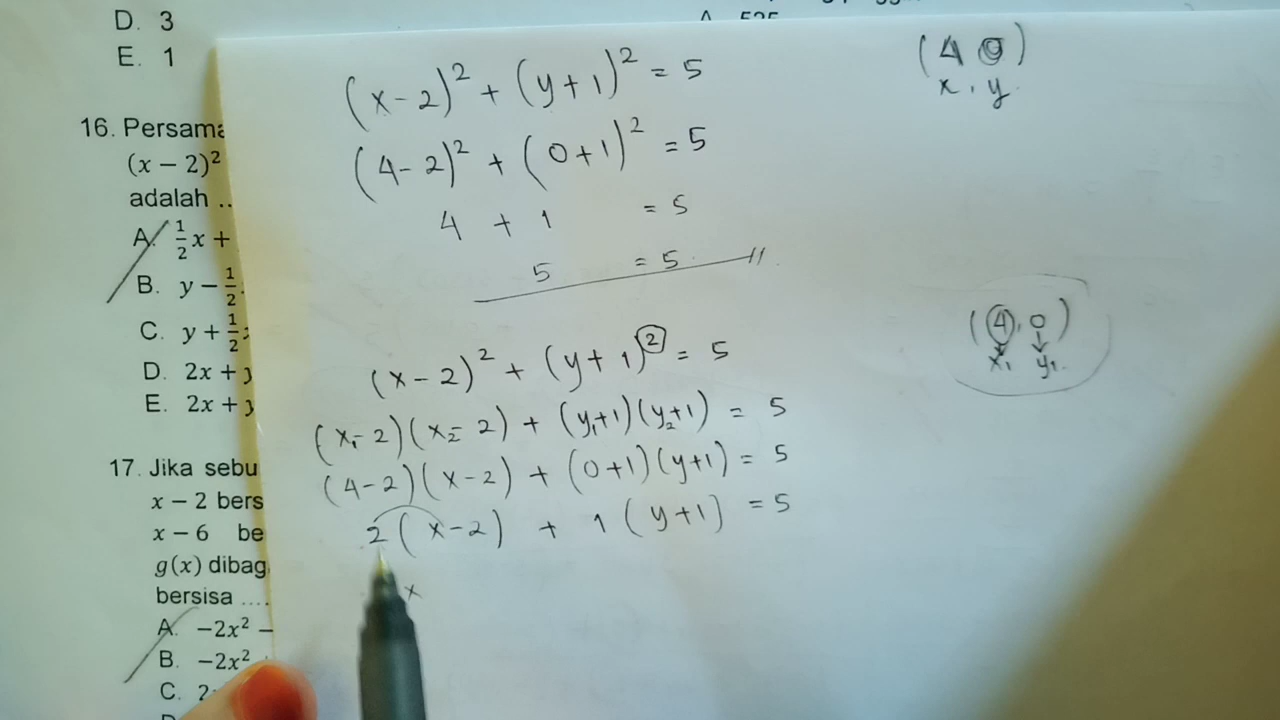 D. 3
E. 1
(x-2)² + (y+1)² = 5
(4 0)
x, y
16. Persama
(x – 2)²
adalah ..
(4-2)² + (0+1)² = 5
4 + 1 = 5
5 = 5 //
A. 1/2 x +
B. y – 1/2
C. y + 1/2
D. 2x + y
E. 2x + y
(4, 0)
x₁ y₁.
(x-2)² + (y+1)² = 5
(x₁-2)(x₂-2) + (y₁+1)(y₂+1) = 5
(4-2)(x-2) + (0+1)(y+1) = 5
2(x-2) + 1(y+1) = 5
x
17. Jika sebu
x – 2 bers
x – 6 be
g(x) dibag
bersisa ....
A. –2x² –
B. –2x²
C. 2